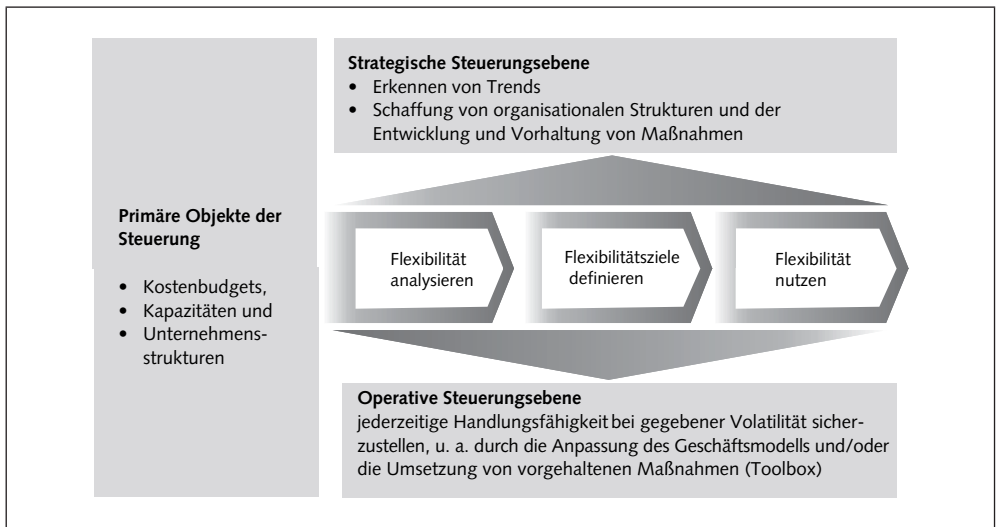 Strategische Steuerungsebene
• Erkennen von Trends
• Schaffung von organisationalen Strukturen und der
Entwicklung und Vorhaltung von Maßnahmen
Primäre Objekte der
Steuerung
• Kostenbudgets,
• Kapazitäten und
• Unternehmens-
strukturen
Flexibilität
analysieren
Flexibilitätsziele
definieren
Flexibilität
nutzen
Operative Steuerungsebene
jederzeitige Handlungsfähigkeit bei gegebener Volatilität sicher-
zustellen, u. a. durch die Anpassung des Geschäftsmodells und/oder
die Umsetzung von vorgehaltenen Maßnahmen (Toolbox)